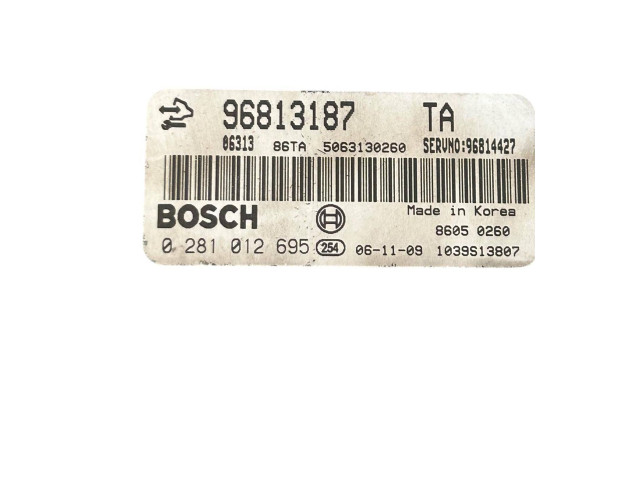 96813187 TA
06313 86TA 5063130260 SERVNO:96814427
BOSCH Made in Korea
8605 0260
0 281 012 695 254 06-11-09 1039S13807